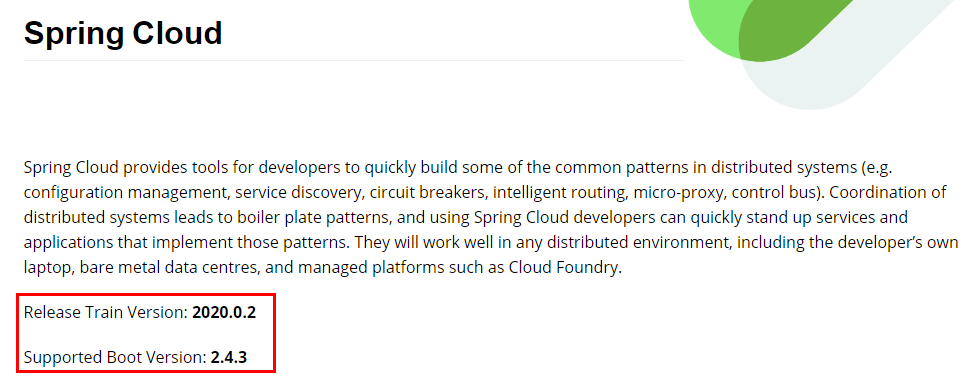 Spring Cloud
Spring Cloud provides tools for developers to quickly build some of the common patterns in distributed systems (e.g.
configuration management, service discovery, circuit breakers, intelligent routing, micro-proxy, control bus). Coordination of
distributed systems leads to boiler plate patterns, and using Spring Cloud developers can quickly stand up services and
applications that implement those patterns. They will work well in any distributed environment, including the developer’s own
laptop, bare metal data centres, and managed platforms such as Cloud Foundry.
Release Train Version: 2020.0.2
Supported Boot Version: 2.4.3